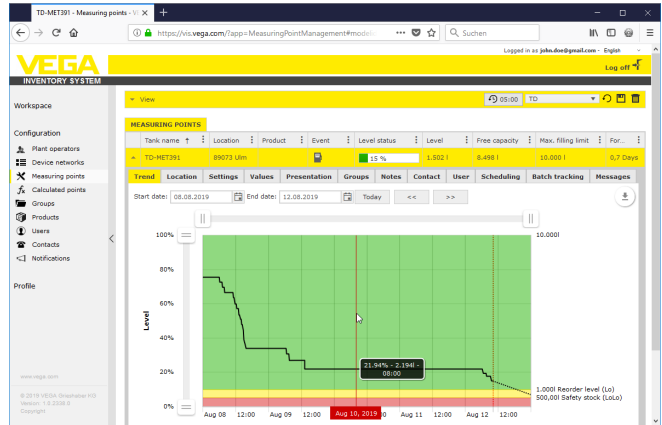 TD-MET391 - Measuring points - VE
https://vis.vega.com/?app=MeasuringPointManagement#model=
Suchen
Logged in as john.doe@gmail.com - English
VEGA
Log off
INVENTORY SYSTEM
Workspace
View
05:00
TD
MEASURING POINTS
Configuration
Tank name ↑ Location Product Event Level status Level Free capacity Max. filling limit For...
Plant operators
TD-MET391 89073 Ulm 15 % 1.502 l 8.498 l 10.000 l 0,7 Days
Device networks
Measuring points
Trend Location Settings Values Presentation Groups Notes Contact User Scheduling Batch tracking Messages
Calculated points
Start date: 08.08.2019 End date: 12.08.2019 Today << >>
Groups
Products
Users
Contacts
Notifications
Profile
100%
10.000l
80%
60%
Level
40%
21.94% - 2.194l -
08:00
20%
1.000l Reorder level (Lo)
500,00l Safety stock (LoLo)
0%
Aug 08 12:00 Aug 09 12:00 Aug 10, 2019 0 Aug 11 12:00 Aug 12 12:00
www.vega.com
© 2019 VEGA Grieshaber KG
Copyright